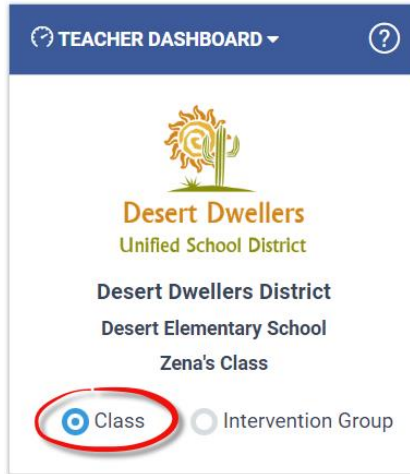 TEACHER DASHBOARD ?
Desert Dwellers
Unified School District
Desert Dwellers District
Desert Elementary School
Zena's Class
Class Intervention Group